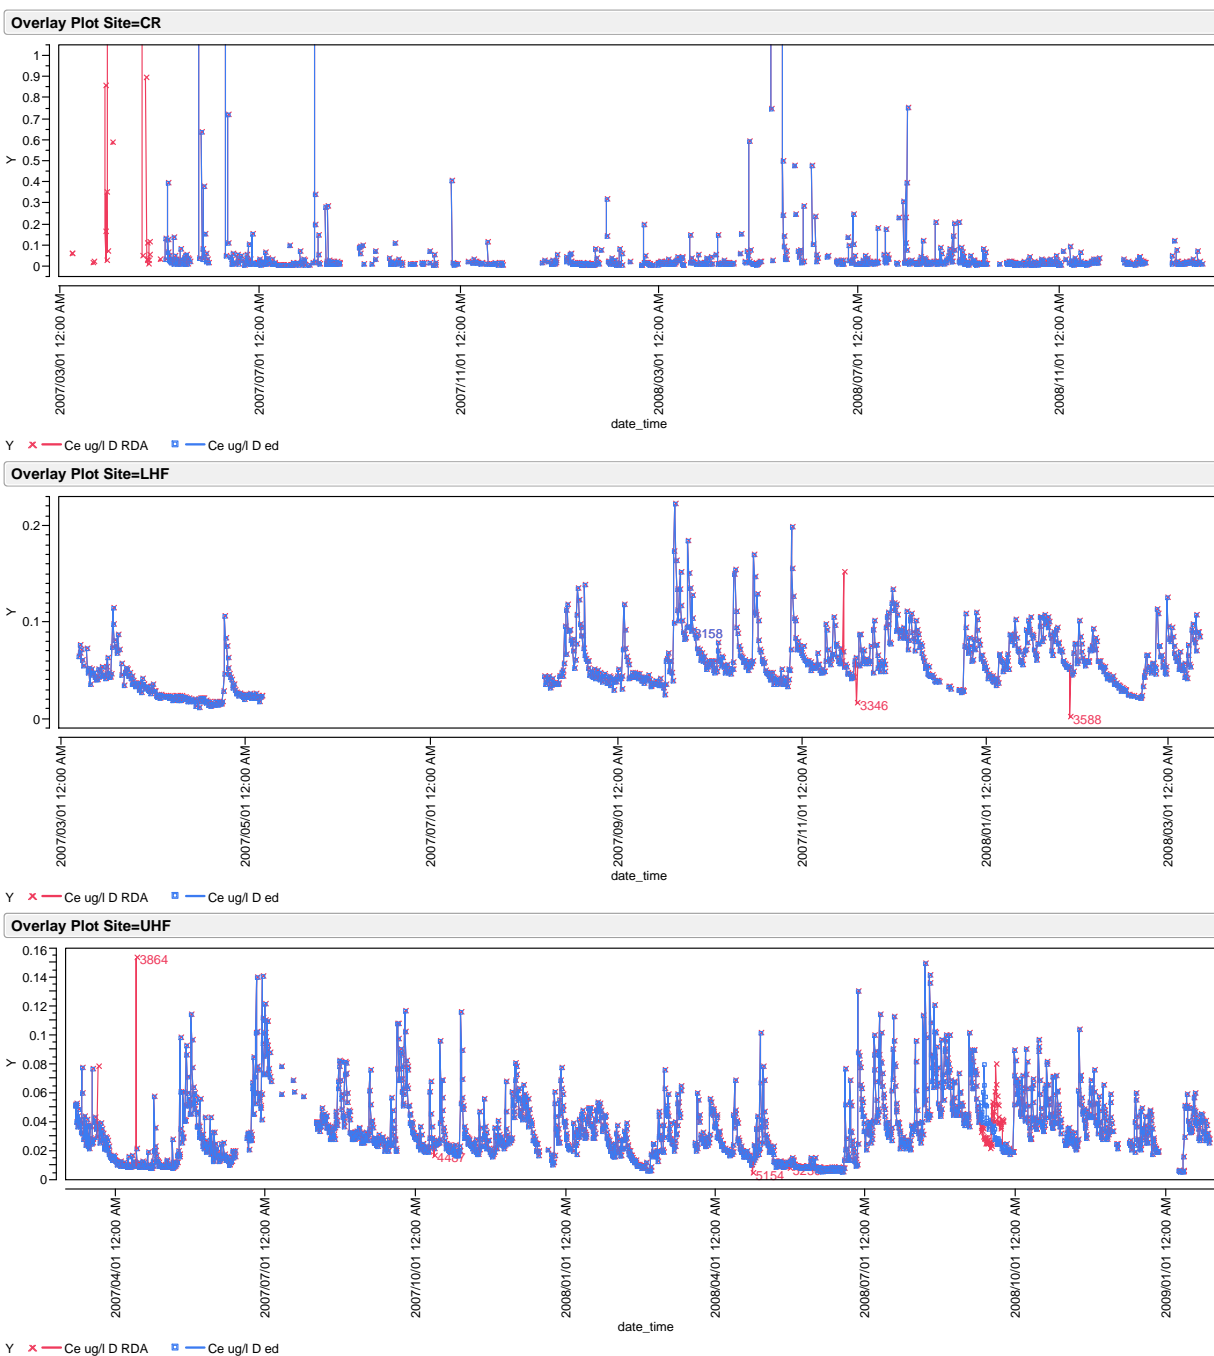 Overlay Plot Site=CR
1
0.9
0.8
0.7
0.6
0.5
0.4
0.3
0.2
0.1
0
Y
2007/03/01 12:00 AM
2007/07/01 12:00 AM
2007/11/01 12:00 AM
2008/03/01 12:00 AM
2008/07/01 12:00 AM
2008/11/01 12:00 AM
date_time
Y Ce ug/l D RDA Ce ug/l D ed
Overlay Plot Site=LHF
0.2
0.1
0
Y
3158
3346
3588
2007/03/01 12:00 AM
2007/05/01 12:00 AM
2007/07/01 12:00 AM
2007/09/01 12:00 AM
2007/11/01 12:00 AM
2008/01/01 12:00 AM
2008/03/01 12:00 AM
date_time
Y Ce ug/l D RDA Ce ug/l D ed
Overlay Plot Site=UHF
0.16
0.14
0.12
0.1
0.08
0.06
0.04
0.02
0
Y
3864
5154
2007/04/01 12:00 AM
2007/07/01 12:00 AM
2007/10/01 12:00 AM
2008/01/01 12:00 AM
2008/04/01 12:00 AM
2008/07/01 12:00 AM
2008/10/01 12:00 AM
2009/01/01 12:00 AM
date_time
Y Ce ug/l D RDA Ce ug/l D ed